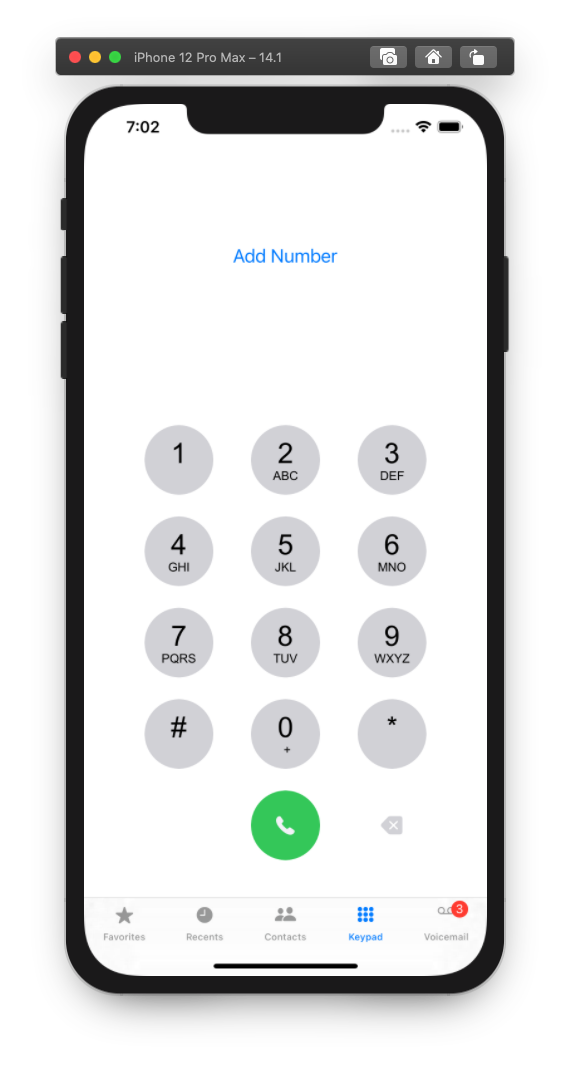 iPhone 12 Pro Max – 14.1
7:02
Add Number
1 2 3
ABC DEF
4 5 6
GHI JKL MNO
7 8 9
PQRS TUV WXYZ
# 0 *
+
3
Favorites Recents Contacts Keypad Voicemail